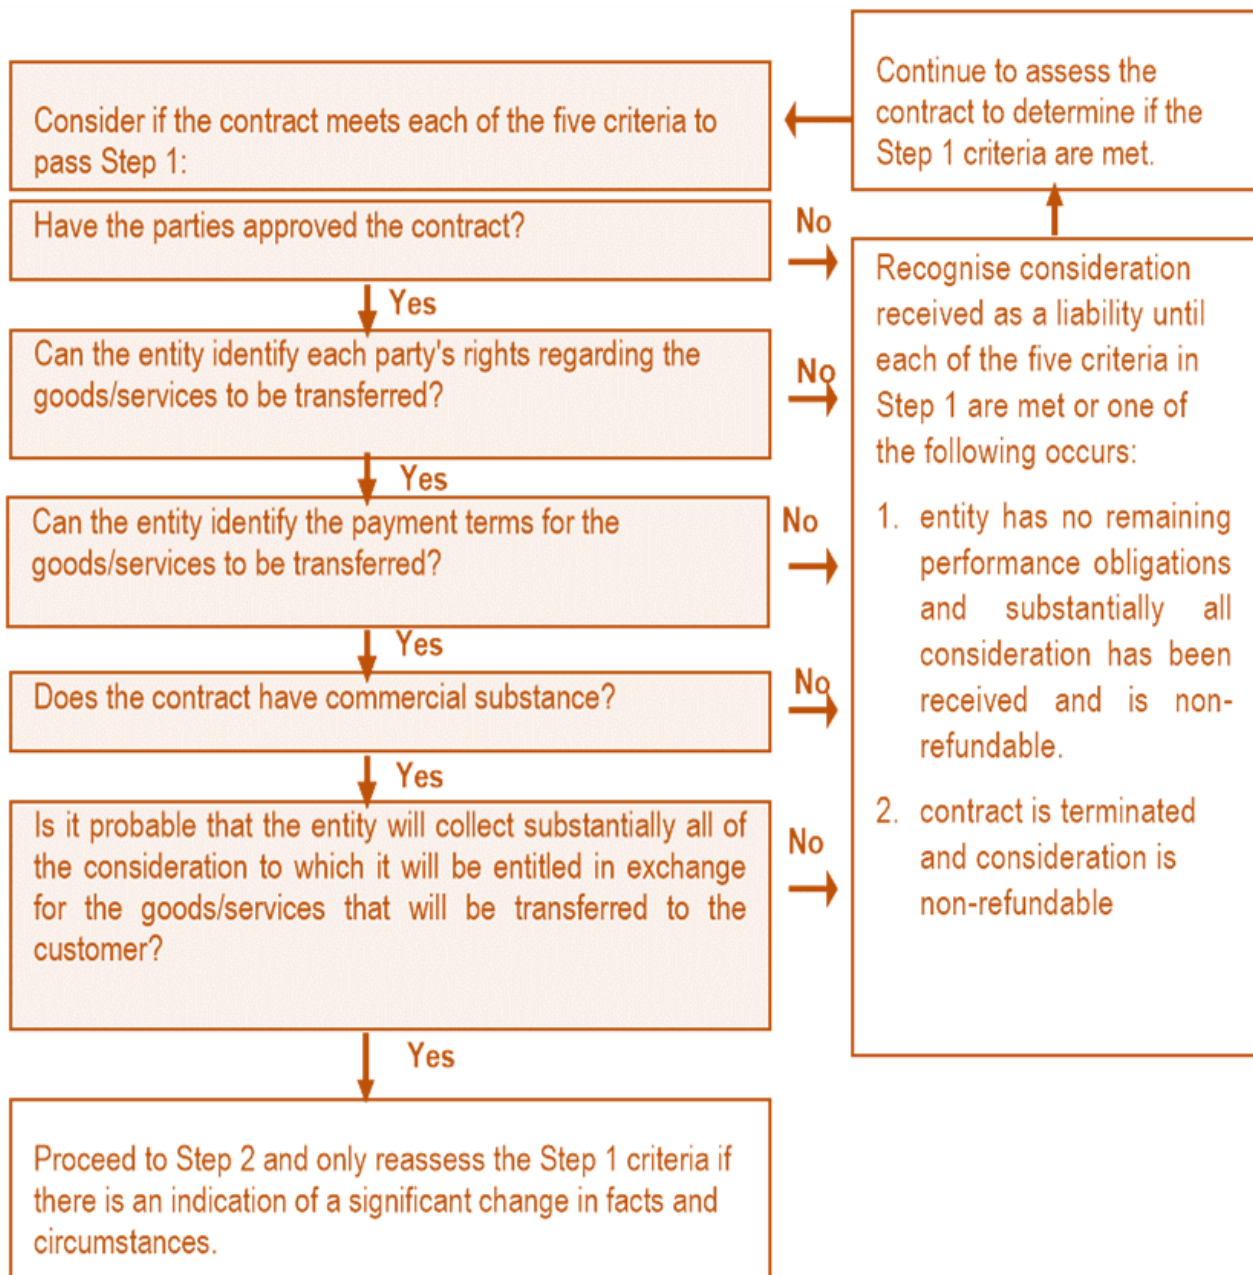 Consider if the contract meets each of the five criteria to
pass Step 1:
Continue to assess the
contract to determine if the
Step 1 criteria are met.
Have the parties approved the contract?
No
Yes
Can the entity identify each party's rights regarding the
goods/services to be transferred?
No
Yes
Can the entity identify the payment terms for the
goods/services to be transferred?
No
Yes
Does the contract have commercial substance?
No
Yes
Is it probable that the entity will collect substantially all of
the consideration to which it will be entitled in exchange
for the goods/services that will be transferred to the
customer?
No
Yes
Recognise consideration
received as a liability until
each of the five criteria in
Step 1 are met or one of
the following occurs:
1. entity has no remaining
performance obligations
and substantially all
consideration has been
received and is non-
refundable.
2. contract is terminated
and consideration is
non-refundable
Proceed to Step 2 and only reassess the Step 1 criteria if
there is an indication of a significant change in facts and
circumstances.